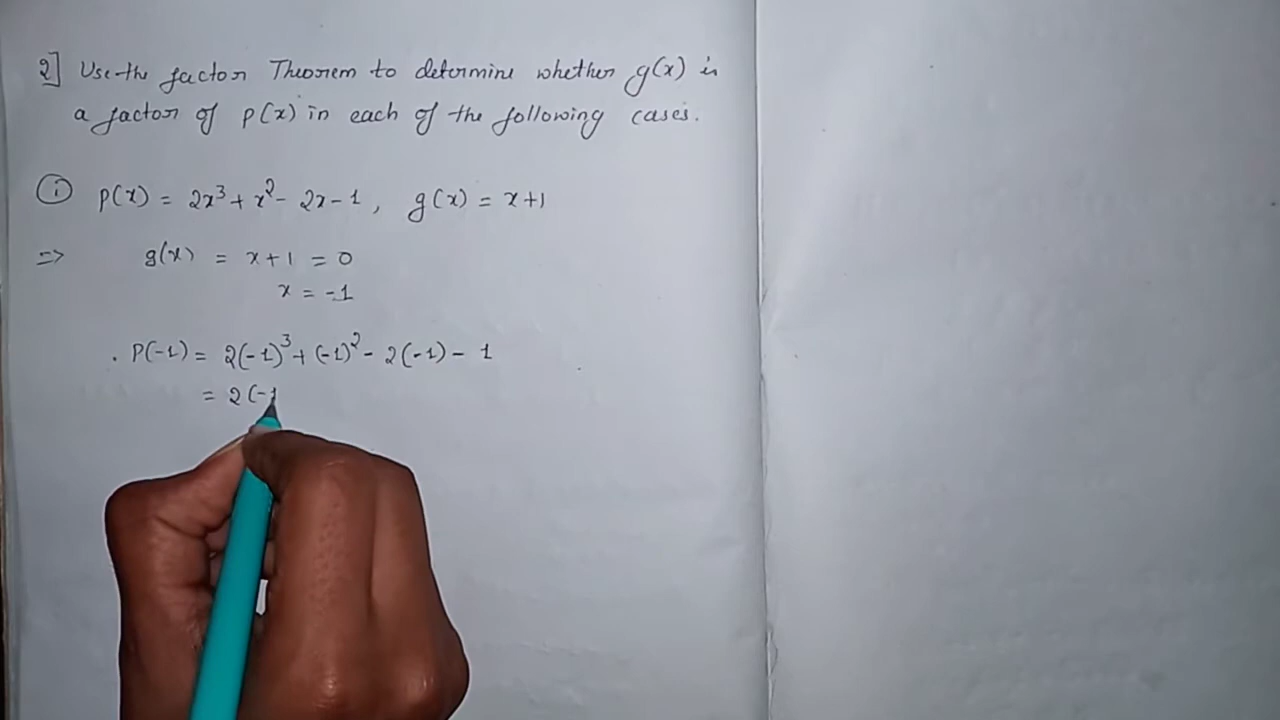 2] Use the factor Theorem to determine whether g(x) is
a factor of p(x) in each of the following cases.
(i) p(x) = 2x³ + x² - 2x - 1, g(x) = x+1
=> g(x) = x+1 = 0
x = -1
. P(-1) = 2(-1)³ + (-1)² - 2(-1) - 1
= 2(-1